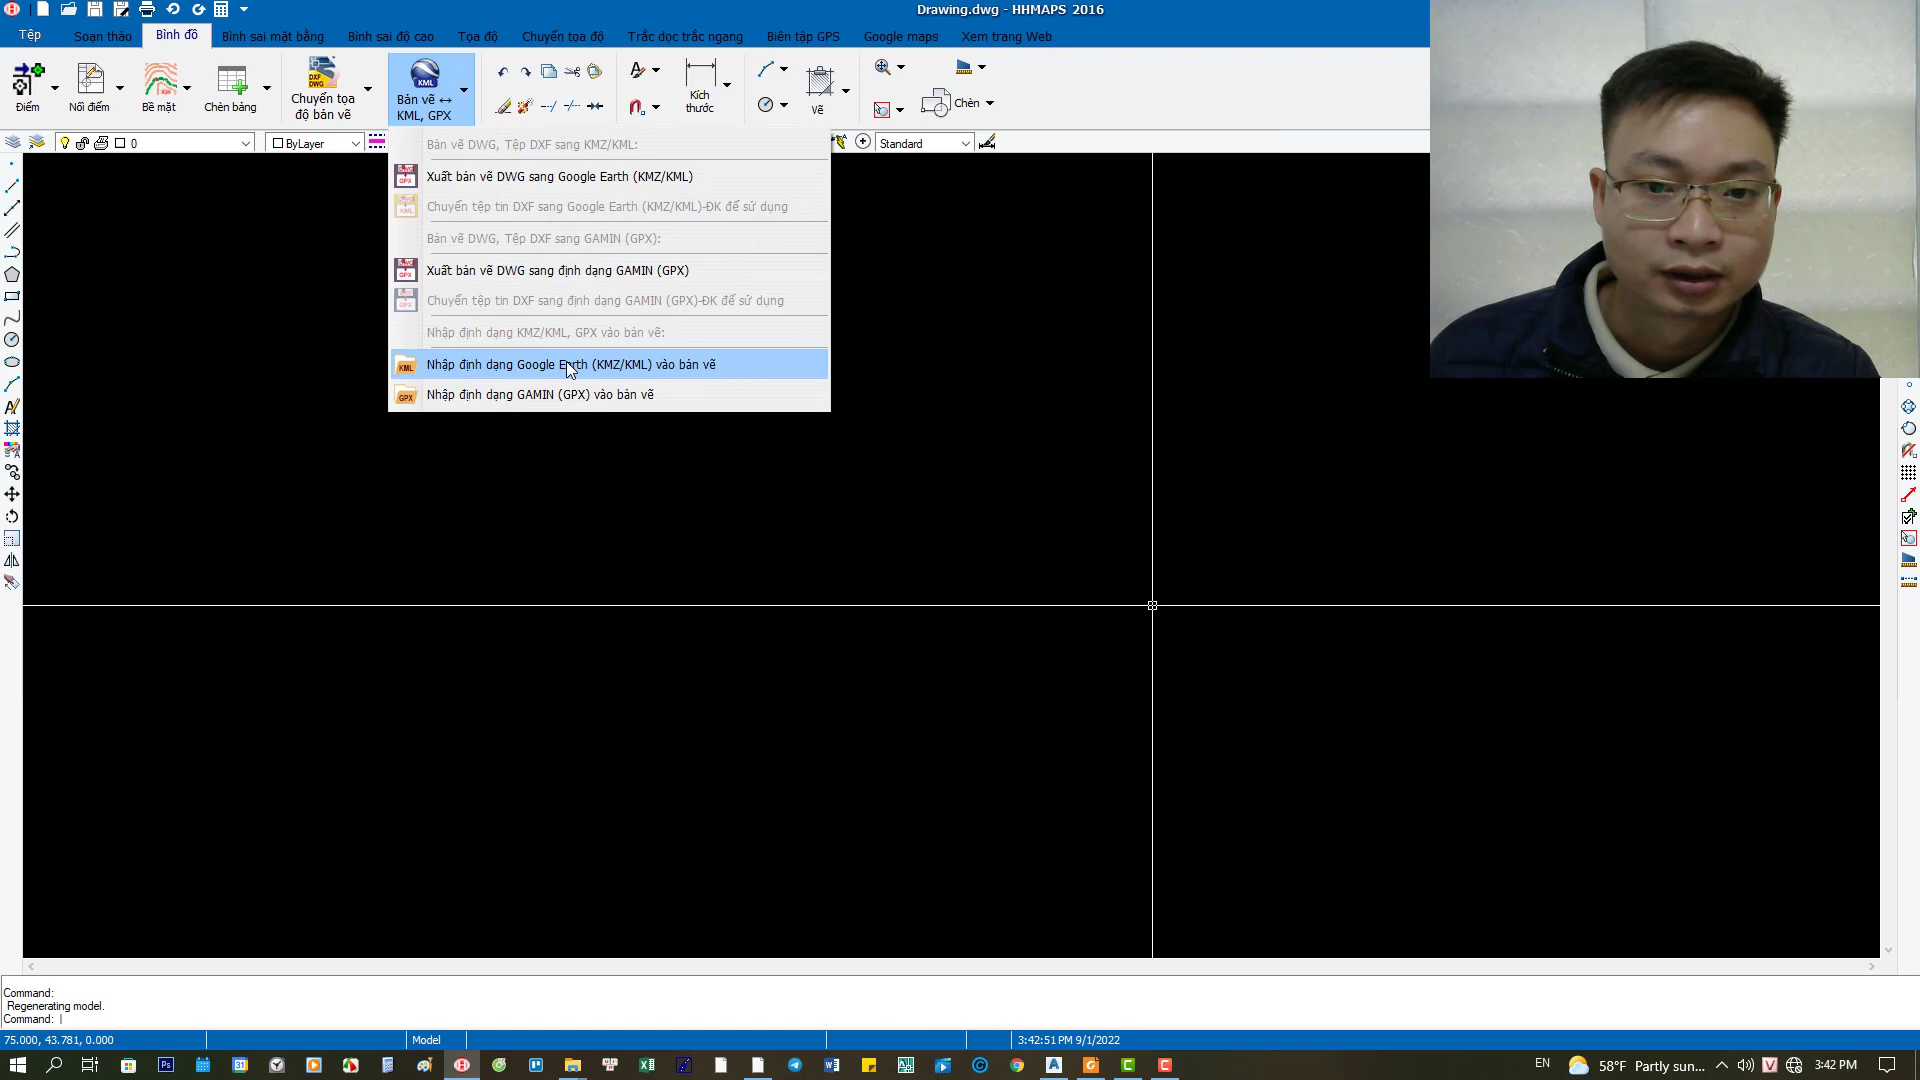 Drawing.dwg - HHMAPS 2016
Tệp
Soạn thảo
Bình đồ
Bình sai mặt bằng
Bình sai độ cao
Tọa độ
Chuyển tọa độ
Trắc dọc trắc ngang
Biên tập GPS
Google maps
Xem trang Web
Điểm
Nối điểm
Bề mặt
Chèn bảng
DXF
DWG
Chuyển tọa
độ bản vẽ
KML
Bản vẽ ↔
KML, GPX
Kích
thước
Vẽ
Chèn
0
ByLayer
Standard
Bản vẽ DWG, Tệp DXF sang KMZ/KML:
Xuất bản vẽ DWG sang Google Earth (KMZ/KML)
Chuyển tệp tin DXF sang Google Earth (KMZ/KML)-ĐK để sử dụng
Bản vẽ DWG, Tệp DXF sang GAMIN (GPX):
Xuất bản vẽ DWG sang định dạng GAMIN (GPX)
Chuyển tệp tin DXF sang định dạng GAMIN (GPX)-ĐK để sử dụng
Nhập định dạng KMZ/KML, GPX vào bản vẽ:
KML Nhập định dạng Google Earth (KMZ/KML) vào bản vẽ
GPX Nhập định dạng GAMIN (GPX) vào bản vẽ
Command:
Regenerating model.
Command:
75.000, 43.781, 0.000
Model
3:42:51 PM 9/1/2022
EN
58°F Partly sun...
3:42 PM